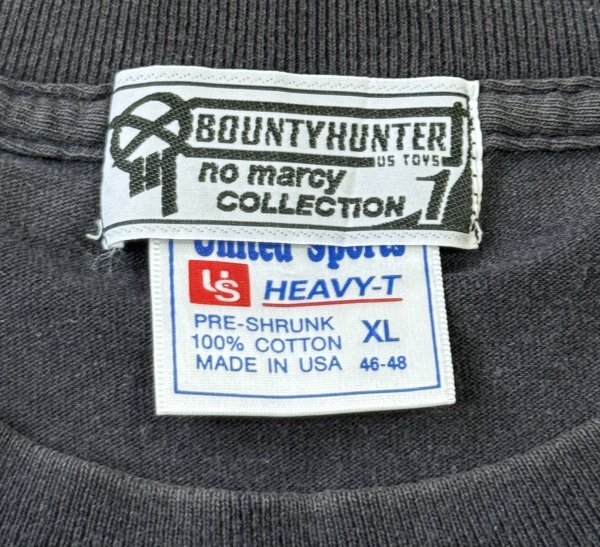 BOUNTYHUNTER
US TOYS
no marcy
COLLECTION 1
United Sports
US HEAVY-T
PRE-SHRUNK
100% COTTON XL
MADE IN USA 46-48